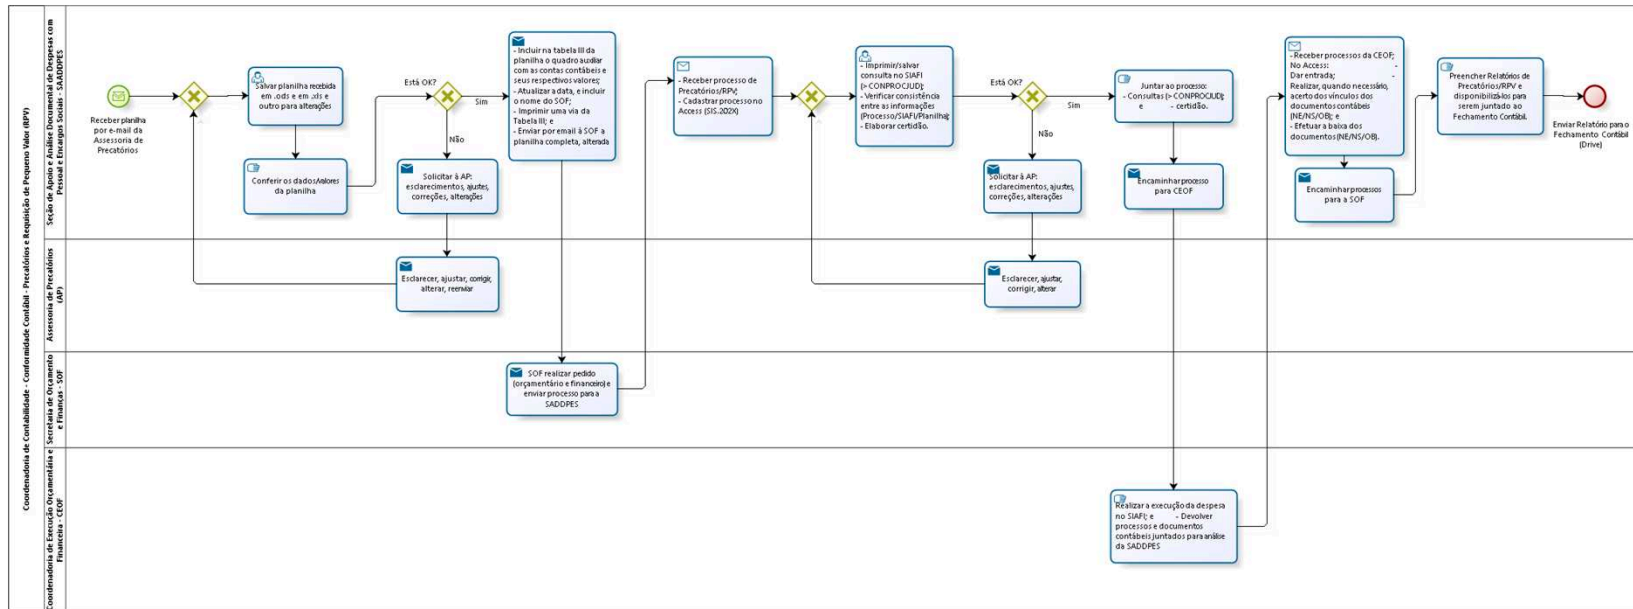 Coordenadoria de Contabilidade - Conformidade Contábil - Precatórios e Requisição de Pequeno Valor (RPV)
Seção de Apoio e Análise Documental de Despesas com
Pessoal e Encargos Sociais - SAADDPES
Receber planilha
por e-mail da
Assessoria de
Precatórios
Salvar planilha recebida
em .ods e em .xls e
outro para alterações
Conferir os dados/valores
da planilha
Está OK?
Sim
Não
Solicitar à AP:
esclarecimentos, ajustes,
correções, alterações
- Incluir na tabela III da
planilha o quadro auxiliar
com as contas contábeis e
seus respectivos valores;
- Atualizar a data, e incluir
o nome do SOF;
- Imprimir uma via da
Tabela III; e
- Enviar por email à SOF a
planilha completa, alterada
- Receber processo de
Precatórios/RPV;
- Cadastrar processo no
Access (SIS.202X)
- Imprimir/salvar
consulta no SIAFI
(> CONPROCJUD);
- Verificar consistência
entre as informações
(Processo/SIAFI/Planilha);
- Elaborar certidão.
Está OK?
Sim
Não
Solicitar à AP:
esclarecimentos, ajustes,
correções, alterações
Juntar ao processo:
- Consultas (> CONPROCJUD);
e - certidão.
Encaminhar processo
para CEOF
- Receber processos da CEOF;
No Access: -
Dar entrada; -
Realizar, quando necessário,
acerto dos vínculos dos
documentos contábeis
(NE/NS/OB); e
- Efetuar a baixa dos
documentos (NE/NS/OB).
Encaminhar processos
para a SOF
Preencher Relatórios de
Precatórios/RPV e
disponibilizá-los para
serem juntado ao
Fechamento Contábil.
Enviar Relatório para o
Fechamento Contábil
(Drive)
Assessoria de Precatórios
(AP)
Esclarecer, ajustar, corrigir,
alterar, reenviar
Esclarecer, ajustar,
corrigir, alterar
Secretaria de Orçamento
e Finanças - SOF
SOF realizar pedido
(orçamentário e financeiro) e
enviar processo para a
SADDPES
Coordenadoria de Execução Orçamentária e
Financeira - CEOF
Realizar a execução da despesa
no SIAFI; e - Devolver
processos e documentos
contábeis juntados para análise
da SADDPES